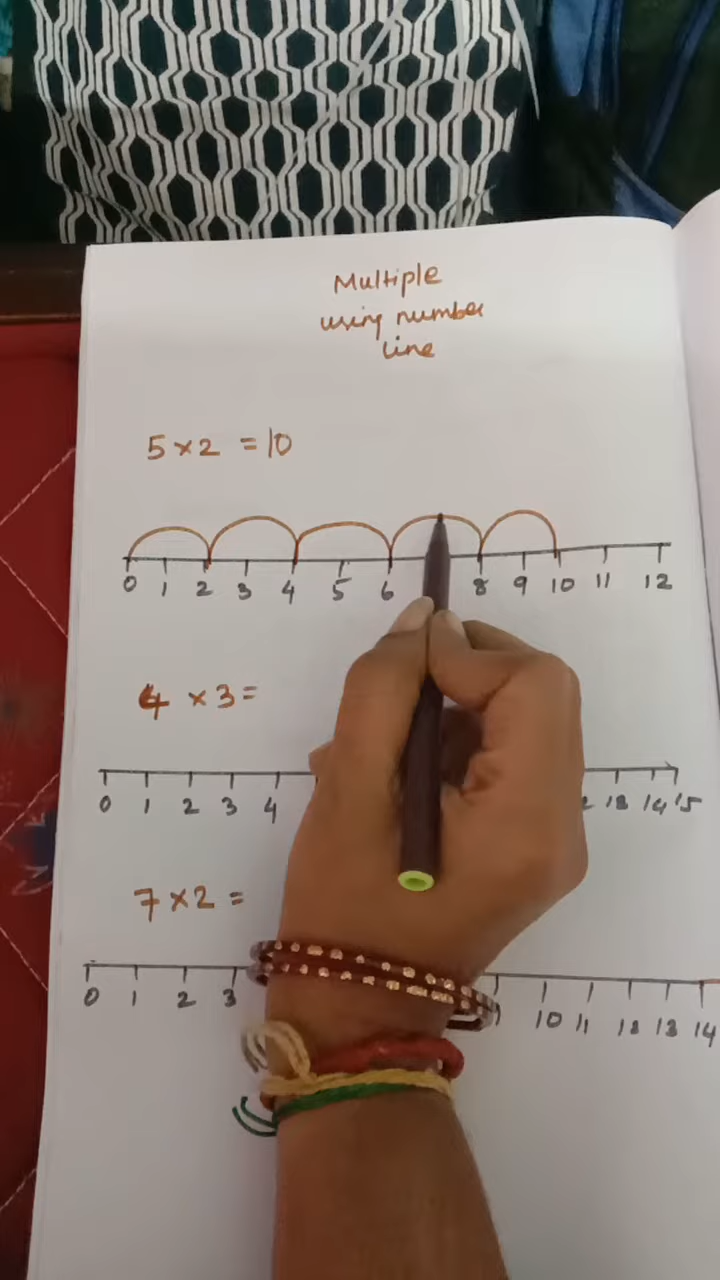 Multiple
using number
line
5 × 2 = 10
0 1 2 3 4 5 6 8 9 10 11 12
4 × 3 =
0 1 2 3 4 13 14 15
7 × 2 =
0 1 2 3 10 11 12 13 14